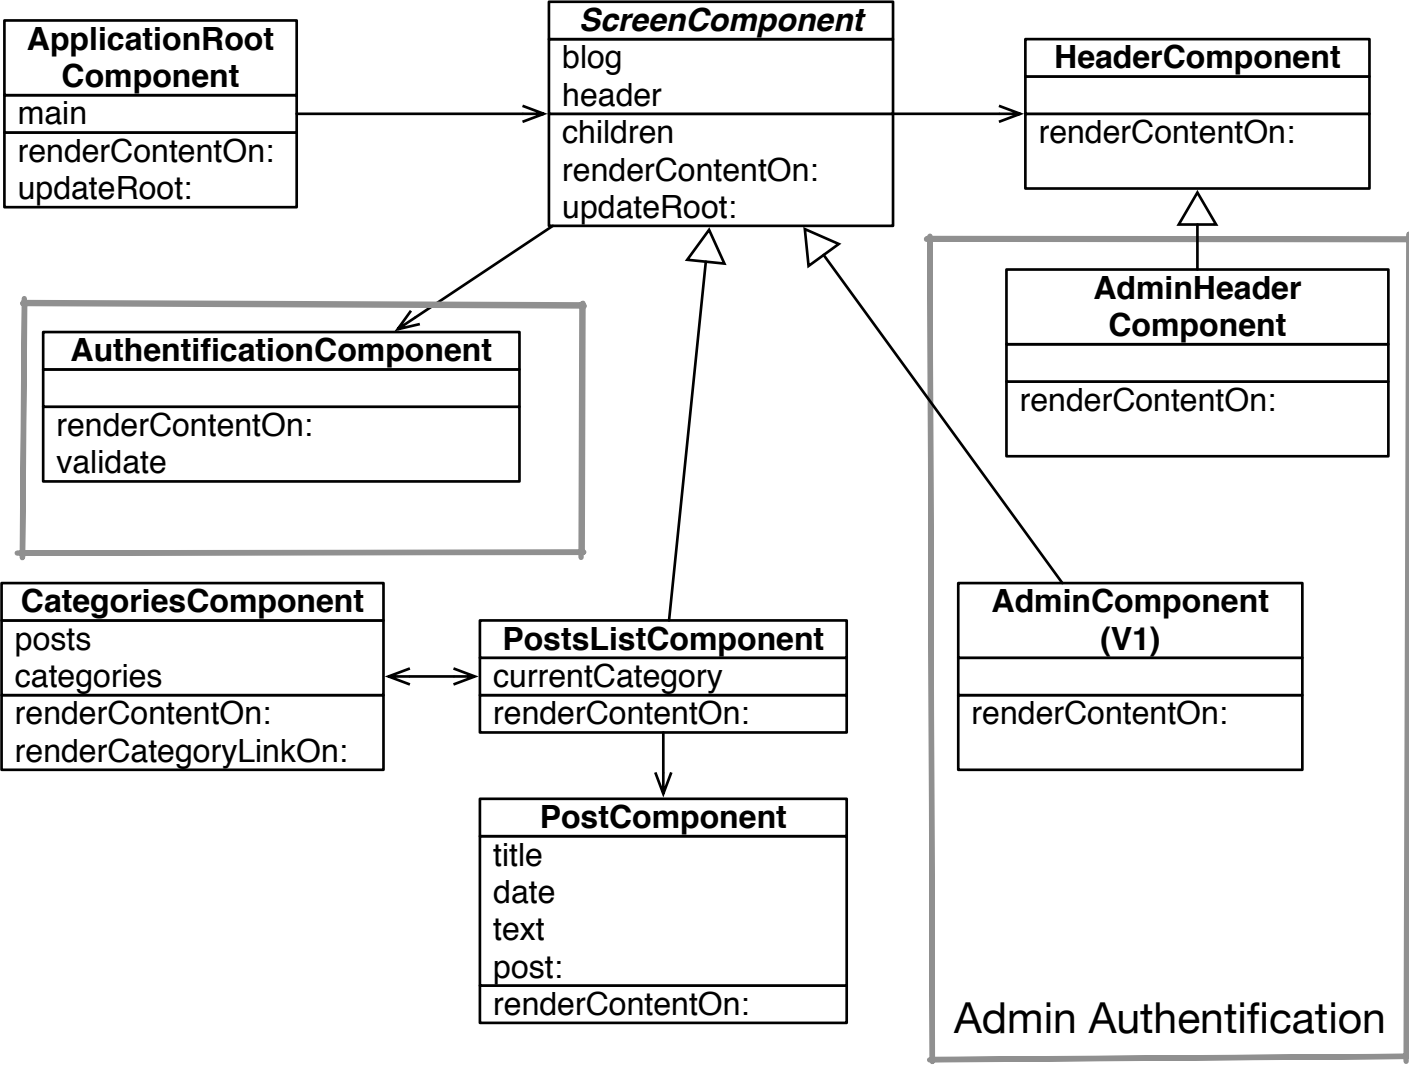 ApplicationRoot
Component
main
renderContentOn:
updateRoot:
ScreenComponent
blog
header
children
renderContentOn:
updateRoot:
HeaderComponent
renderContentOn:
AdminHeader
Component
renderContentOn:
AuthentificationComponent
renderContentOn:
validate
CategoriesComponent
posts
categories
renderContentOn:
renderCategoryLinkOn:
PostsListComponent
currentCategory
renderContentOn:
AdminComponent
(V1)
renderContentOn:
PostComponent
title
date
text
post:
renderContentOn:
Admin Authentification